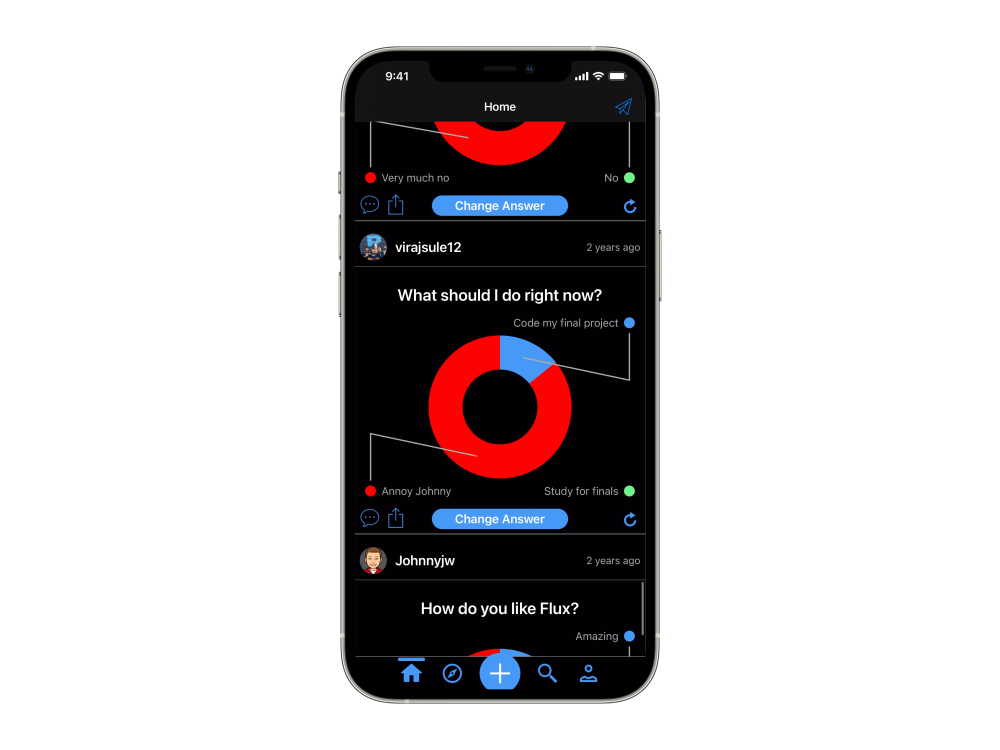 9:41
Home
Very much no
No
Change Answer
virajsule12
2 years ago
What should I do right now?
Code my final project
Annoy Johnny
Study for finals
Change Answer
Johnnyjw
2 years ago
How do you like Flux?
Amazing